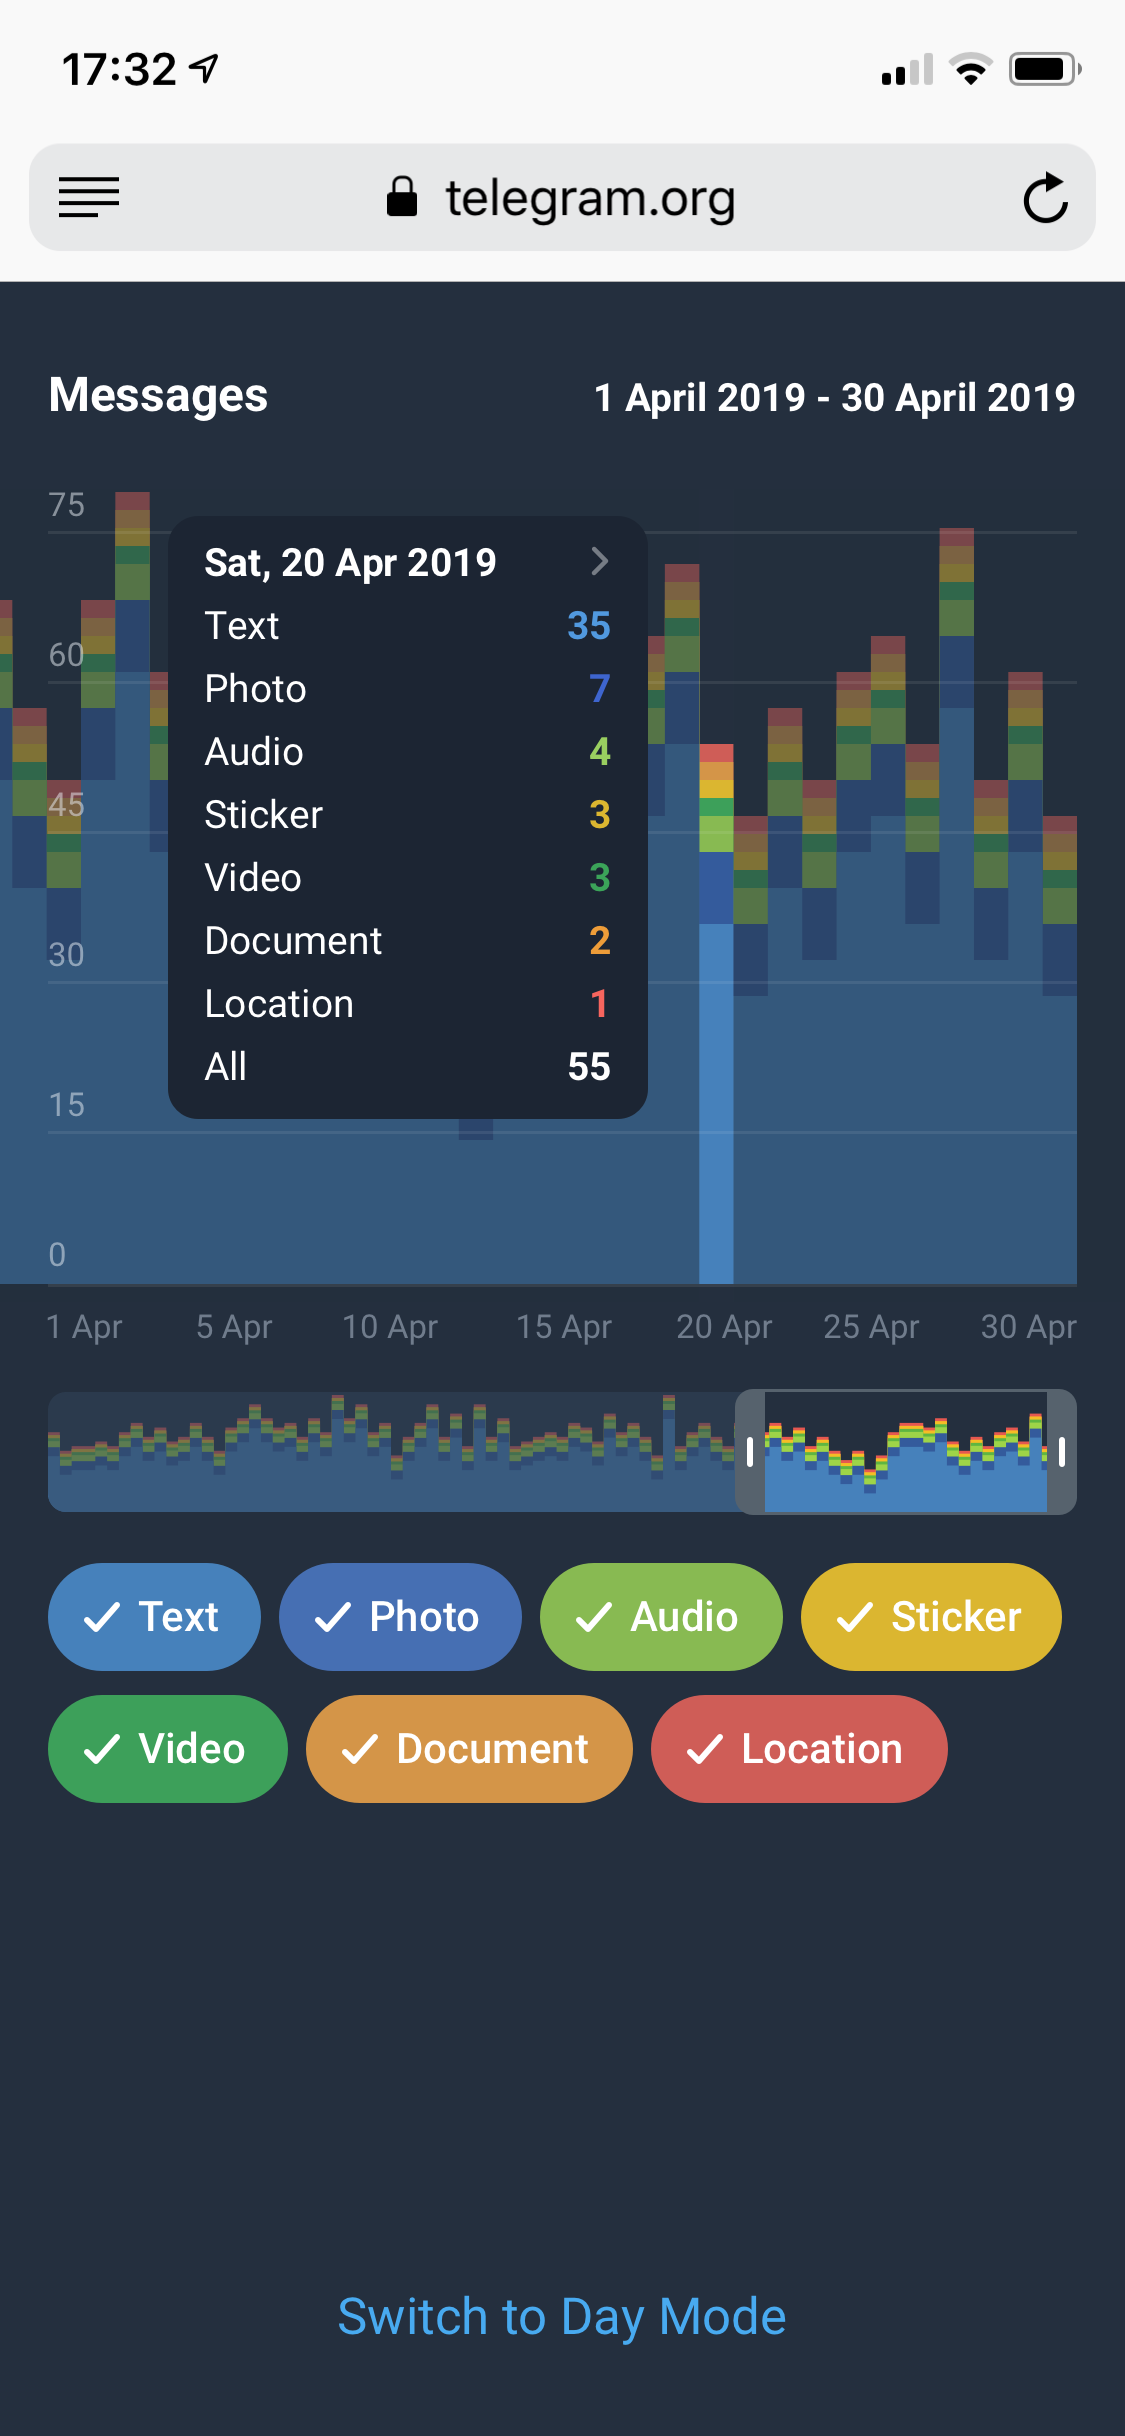 17:32
telegram.org
Messages 1 April 2019 - 30 April 2019
75
60
45
30
15
0
Sat, 20 Apr 2019
Text 35
Photo 7
Audio 4
Sticker 3
Video 3
Document 2
Location 1
All 55
1 Apr 5 Apr 10 Apr 15 Apr 20 Apr 25 Apr 30 Apr
Text Photo Audio Sticker
Video Document Location
Switch to Day Mode